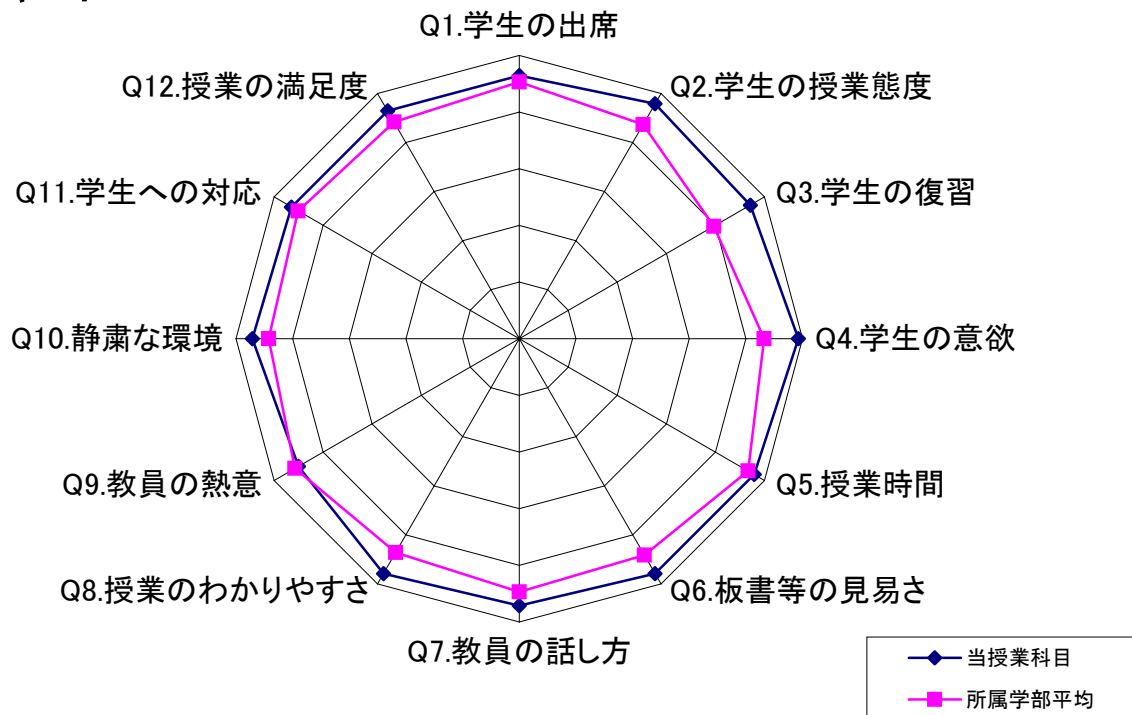 Q1.学生の出席
Q2.学生の授業態度
Q3.学生の復習
Q4.学生の意欲
Q5.授業時間
Q6.板書等の見易さ
Q7.教員の話し方
Q8.授業のわかりやすさ
Q9.教員の熱意
Q10.静粛な環境
Q11.学生への対応
Q12.授業の満足度
当授業科目
所属学部平均